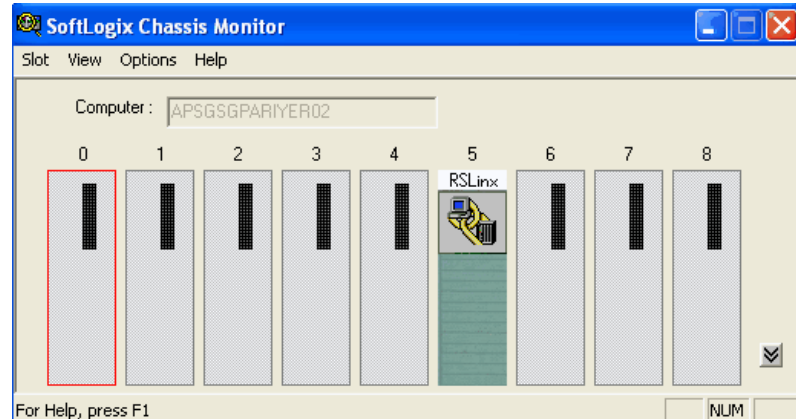 SoftLogix Chassis Monitor
Slot View Options Help
Computer : APSGSGPARIYER02
0 1 2 3 4 5 6 7 8
RSLinx
For Help, press F1 NUM